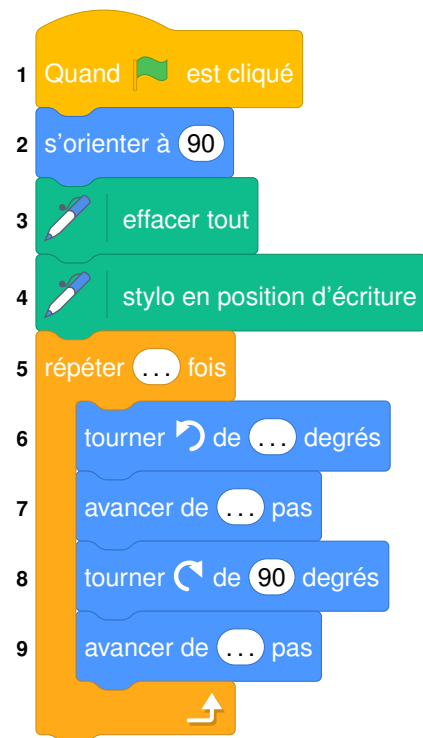 1 Quand est cliqué
2 s'orienter à 90
3 effacer tout
4 stylo en position d'écriture
5 répéter ... fois
6 tourner de ... degrés
7 avancer de ... pas
8 tourner de 90 degrés
9 avancer de ... pas